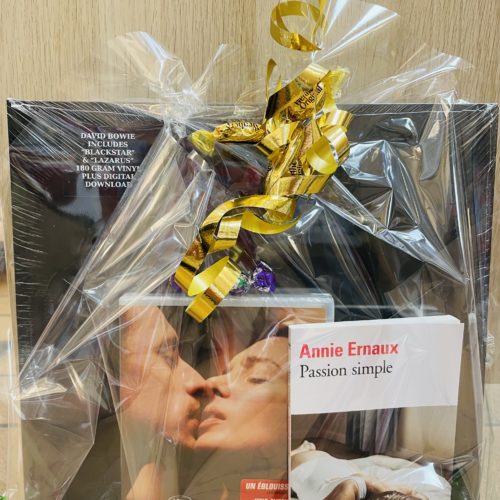 DAVID BOWIE
INCLUDES
"BLACKSTAR"
& "LAZARUS"
180 GRAM VINYL
PLUS DIGITAL
DOWNLOAD
Annie Ernaux
Passion simple
UN ÉBLOUISS